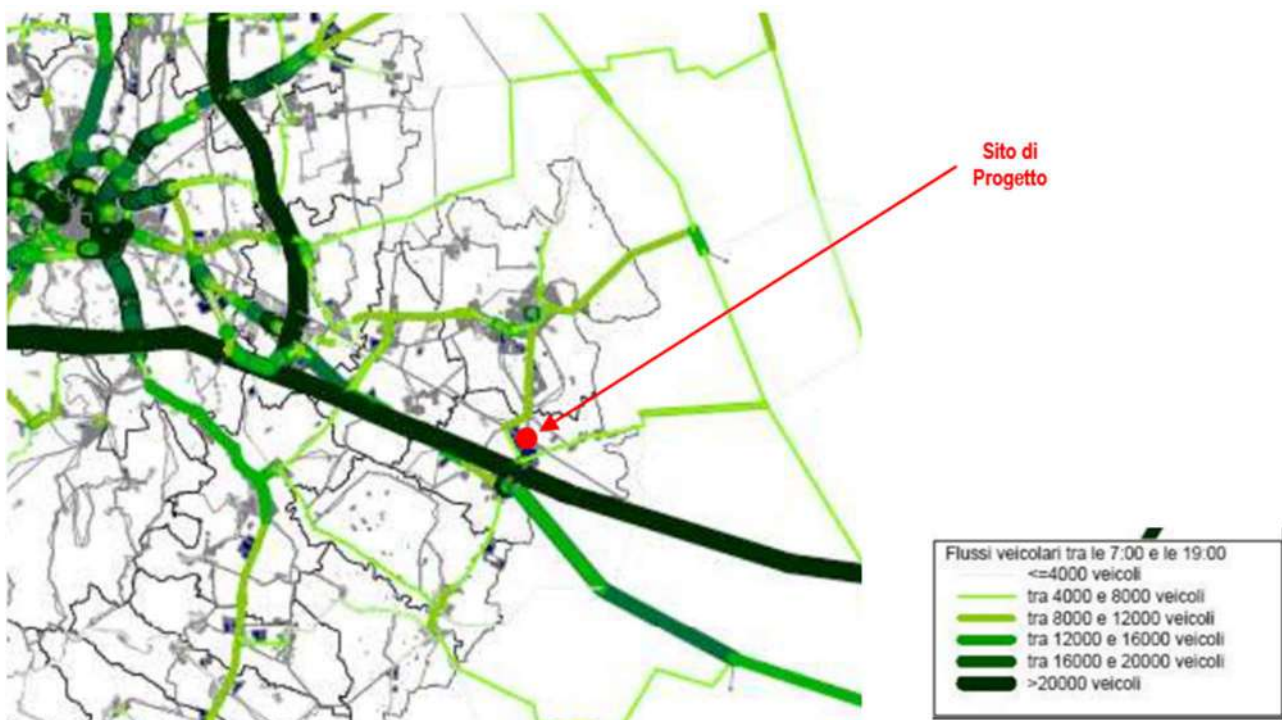 Sito di
Progetto
Flussi veicolari tra le 7:00 e le 19:00
<=4000 veicoli
tra 4000 e 8000 veicoli
tra 8000 e 12000 veicoli
tra 12000 e 16000 veicoli
tra 16000 e 20000 veicoli
>20000 veicoli